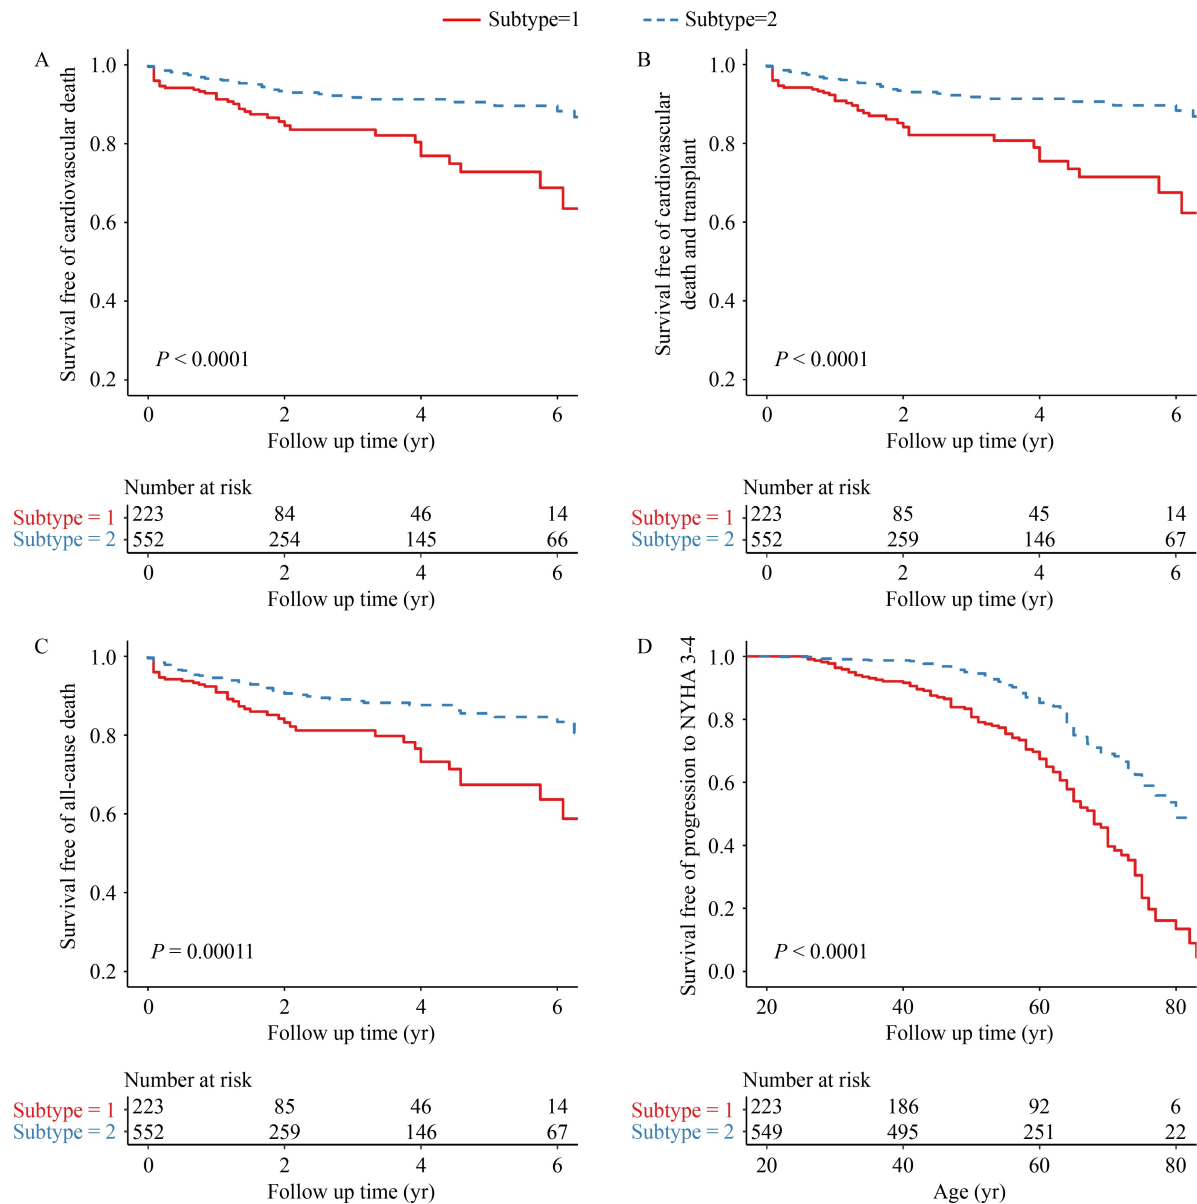 Subtype=1 Subtype=2
A
Survival free of cardiovascular death
1.0
0.8
0.6
0.4
0.2
P < 0.0001
0 2 4 6
Follow up time (yr)
Number at risk
Subtype = 1 223 84 46 14
Subtype = 2 552 254 145 66
0 2 4 6
Follow up time (yr)
B
Survival free of cardiovascular
death and transplant
1.0
0.8
0.6
0.4
0.2
P < 0.0001
0 2 4 6
Follow up time (yr)
Number at risk
Subtype = 1 223 85 45 14
Subtype = 2 552 259 146 67
0 2 4 6
Follow up time (yr)
C
Survival free of all-cause death
1.0
0.8
0.6
0.4
0.2
P = 0.00011
0 2 4 6
Follow up time (yr)
Number at risk
Subtype = 1 223 85 46 14
Subtype = 2 552 259 146 67
0 2 4 6
Follow up time (yr)
D
Survival free of progression to NYHA 3-4
1.0
0.8
0.6
0.4
0.2
0.0
P < 0.0001
20 40 60 80
Follow up time (yr)
Number at risk
Subtype = 1 223 186 92 6
Subtype = 2 549 495 251 22
20 40 60 80
Age (yr)